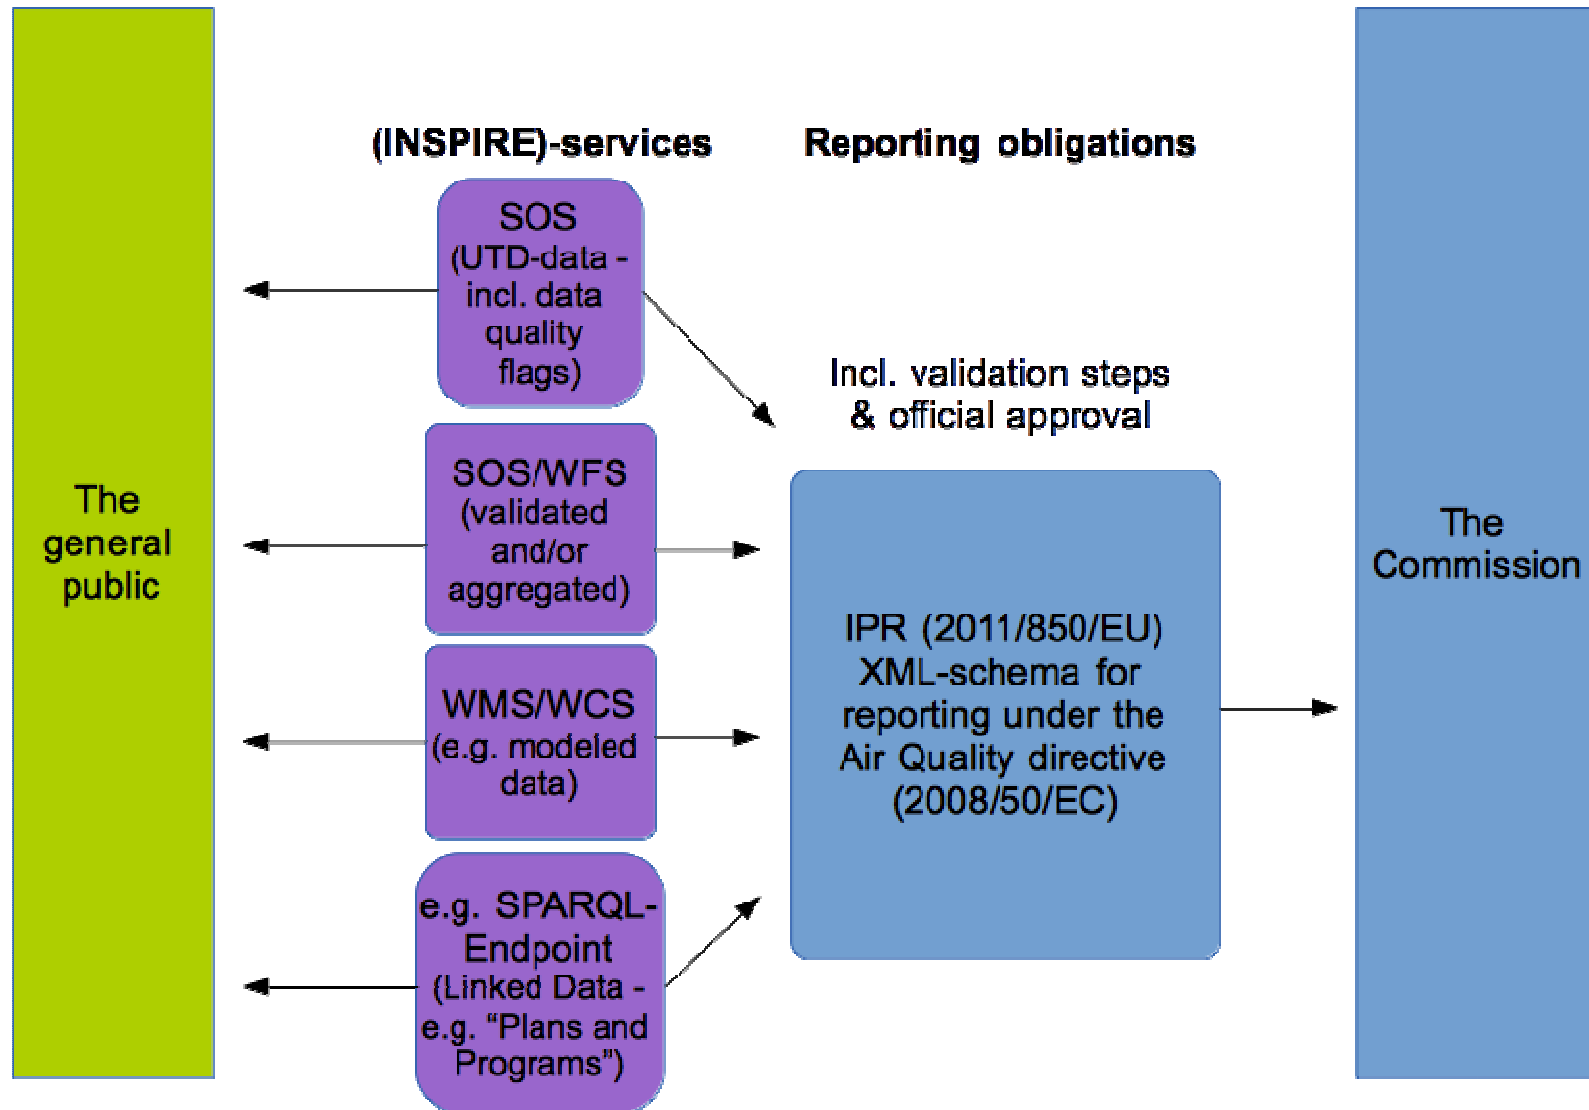 (INSPIRE)-services
Reporting obligations
The
general
public
SOS
(UTD-data -
incl. data
quality
flags)
SOS/WFS
(validated
and/or
aggregated)
WMS/WCS
(e.g. modeled
data)
e.g. SPARQL-
Endpoint
(Linked Data -
e.g. “Plans and
Programs”)
Incl. validation steps
& official approval
IPR (2011/850/EU)
XML-schema for
reporting under the
Air Quality directive
(2008/50/EC)
The
Commission